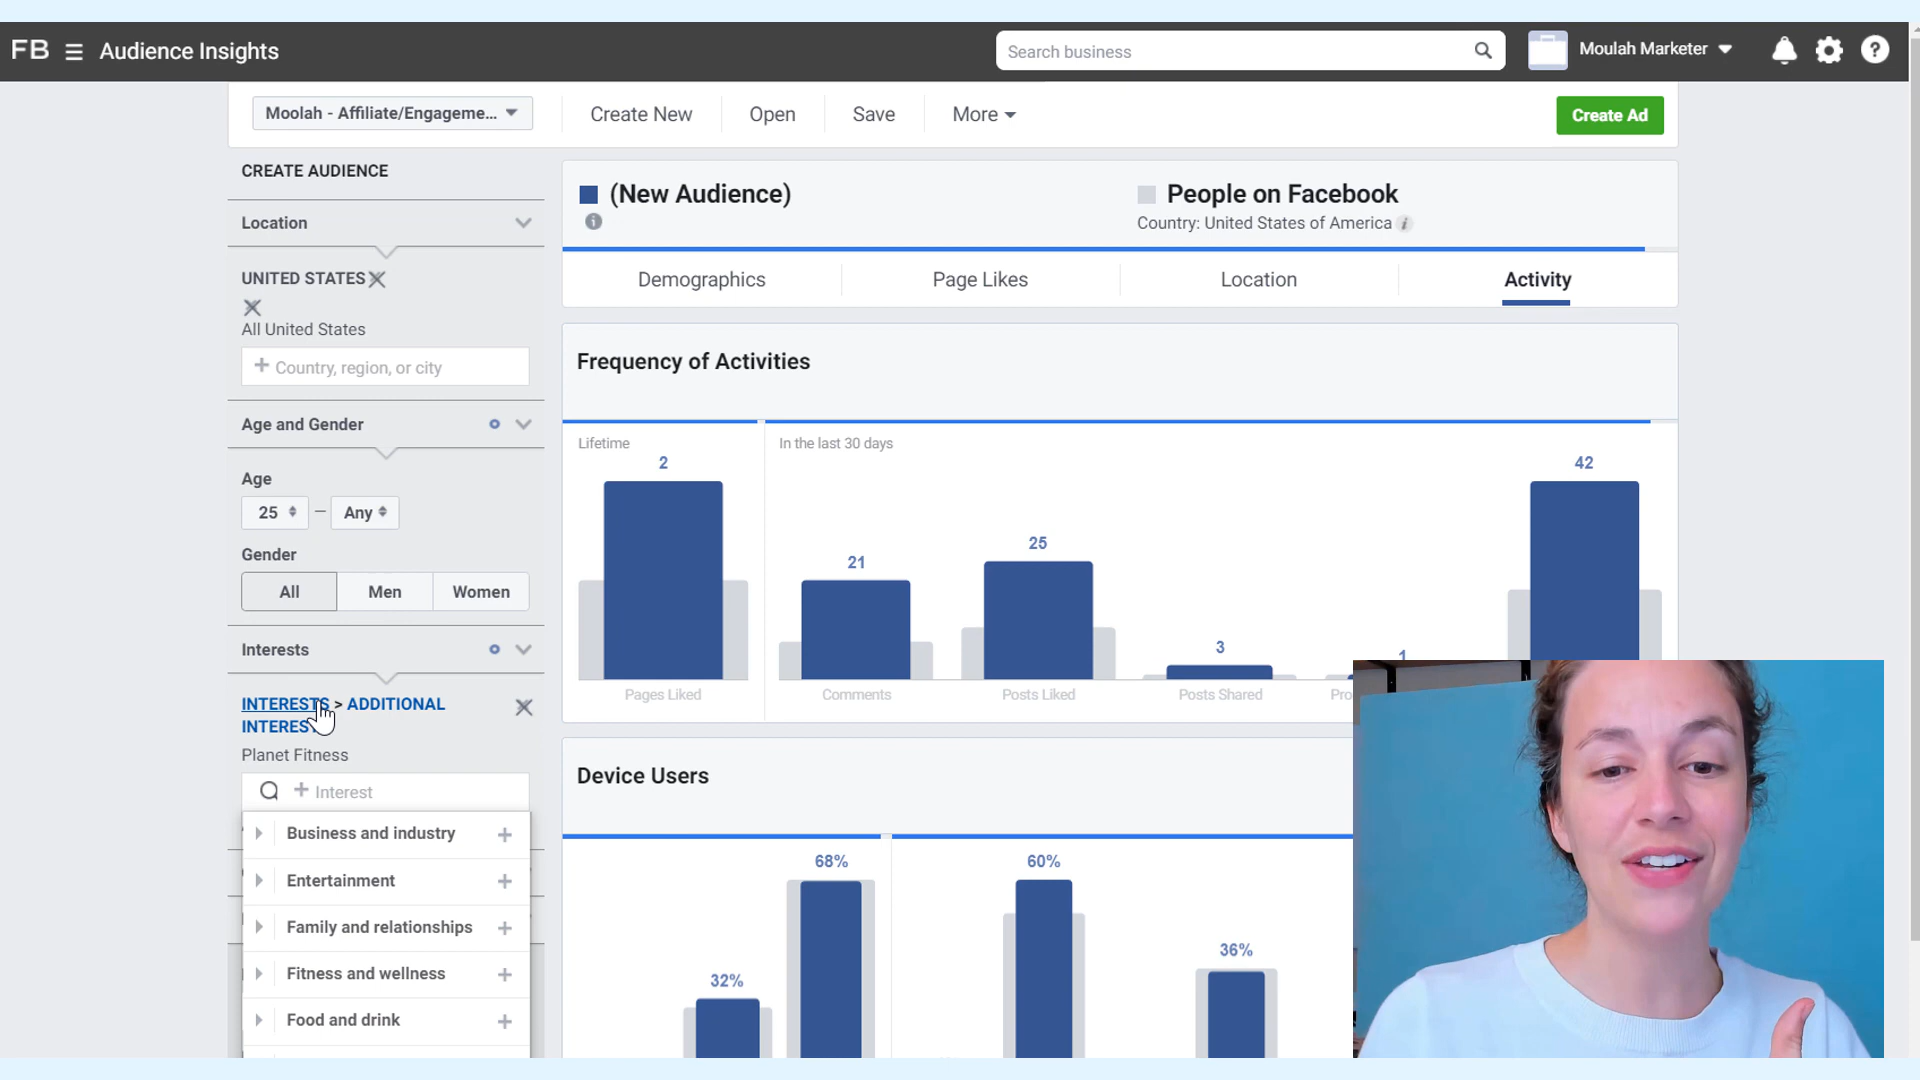 FB Audience Insights
Search business
Moulah Marketer
?
Moolah - Affiliate/Engageme...
Create New
Open
Save
More
Create Ad
CREATE AUDIENCE
Location
UNITED STATES
All United States
+ Country, region, or city
Age and Gender
Age
25 – Any
Gender
All
Men
Women
Interests
INTERESTS > ADDITIONAL
INTERES
Planet Fitness
+ Interest
Business and industry +
Entertainment +
Family and relationships +
Fitness and wellness +
Food and drink +
(New Audience)
i
People on Facebook
Country: United States of America i
Demographics
Page Likes
Location
Activity
Frequency of Activities
Lifetime
In the last 30 days
2
21
25
3
1
42
Pages Liked
Comments
Posts Liked
Posts Shared
Pro
Device Users
32%
68%
60%
36%